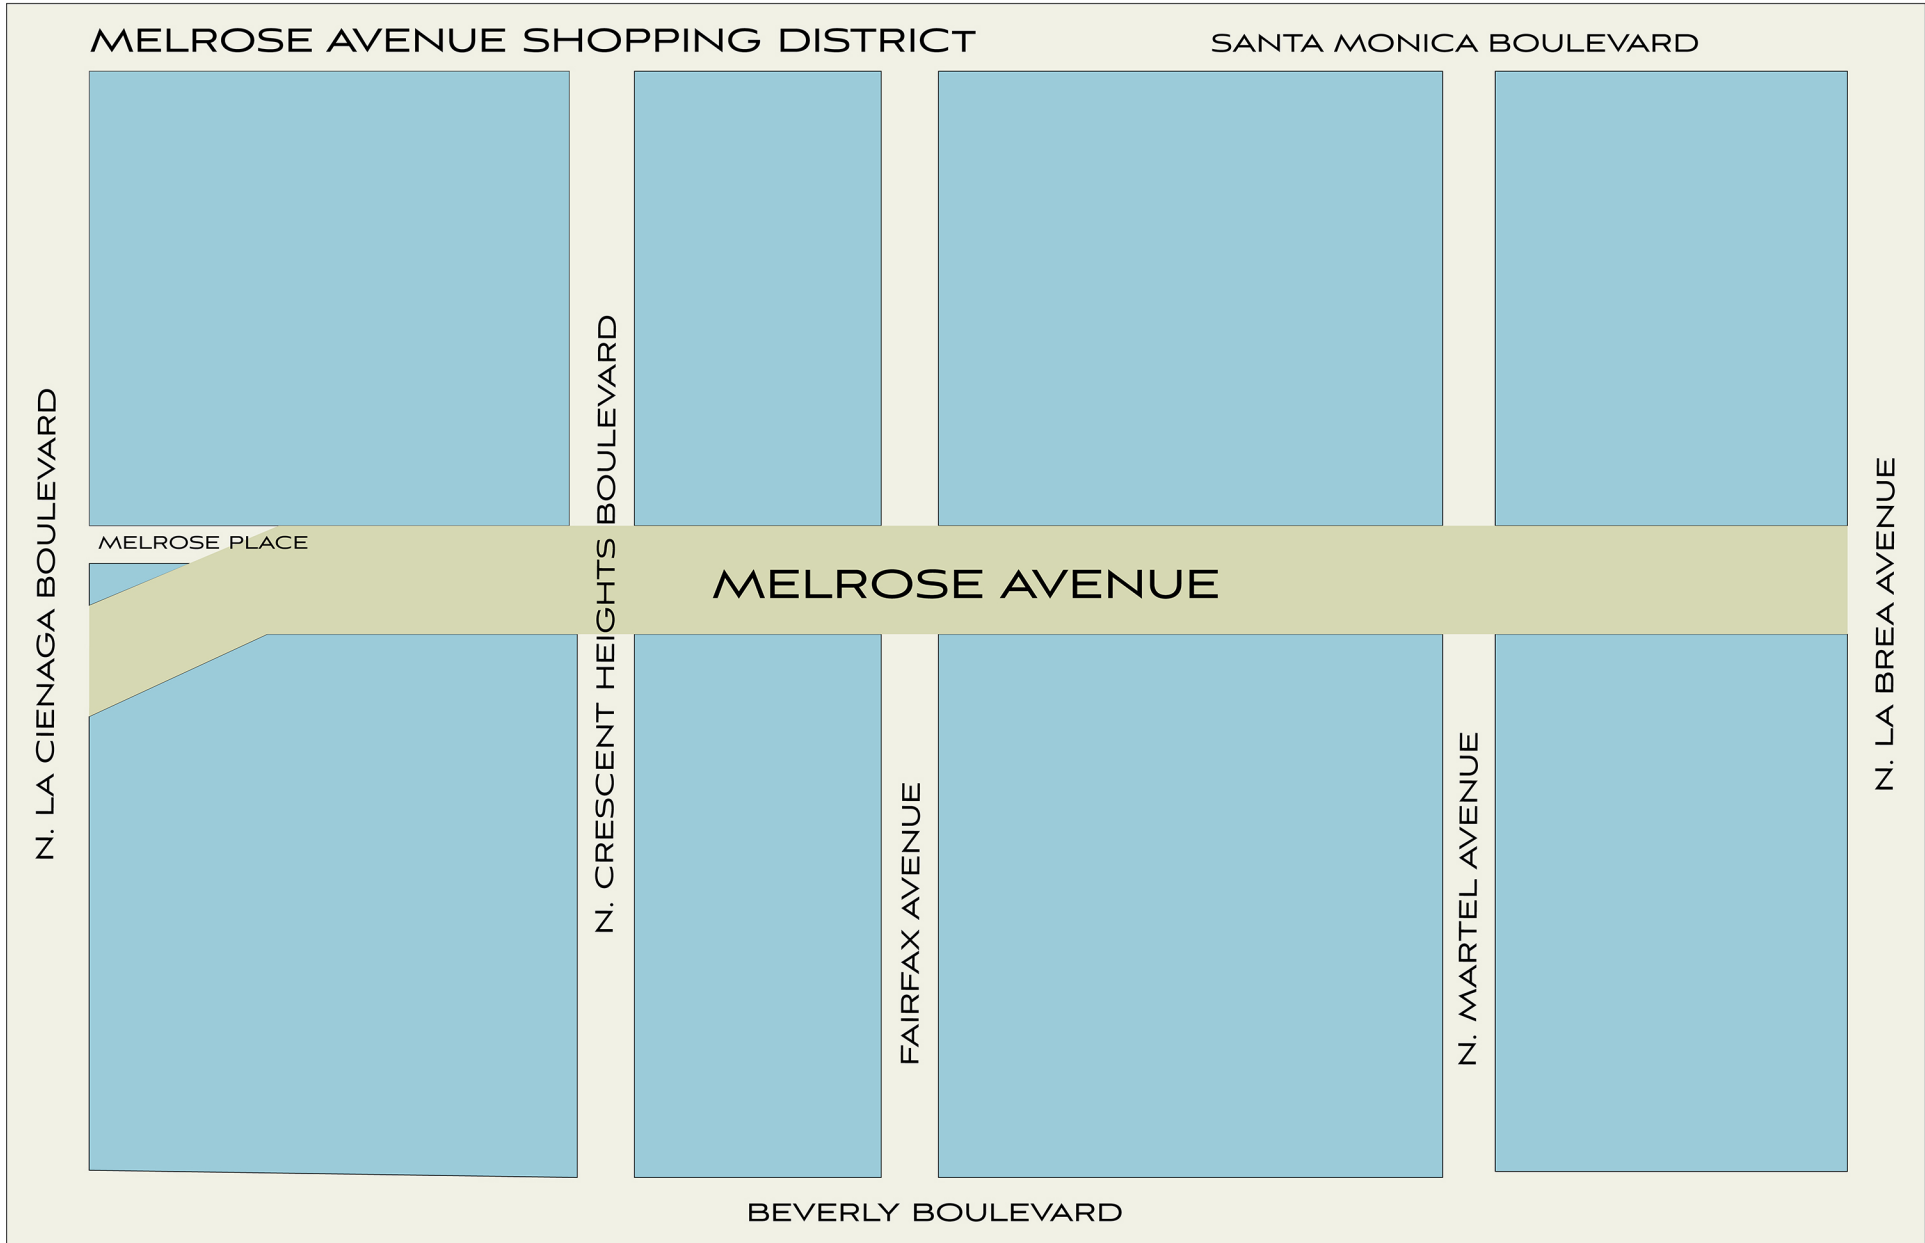 MELROSE AVENUE SHOPPING DISTRICT
SANTA MONICA BOULEVARD
N. LA CIENAGA BOULEVARD
MELROSE PLACE
N. CRESCENT HEIGHTS BOULEVARD
MELROSE AVENUE
FAIRFAX AVENUE
N. MARTEL AVENUE
N. LA BREA AVENUE
BEVERLY BOULEVARD